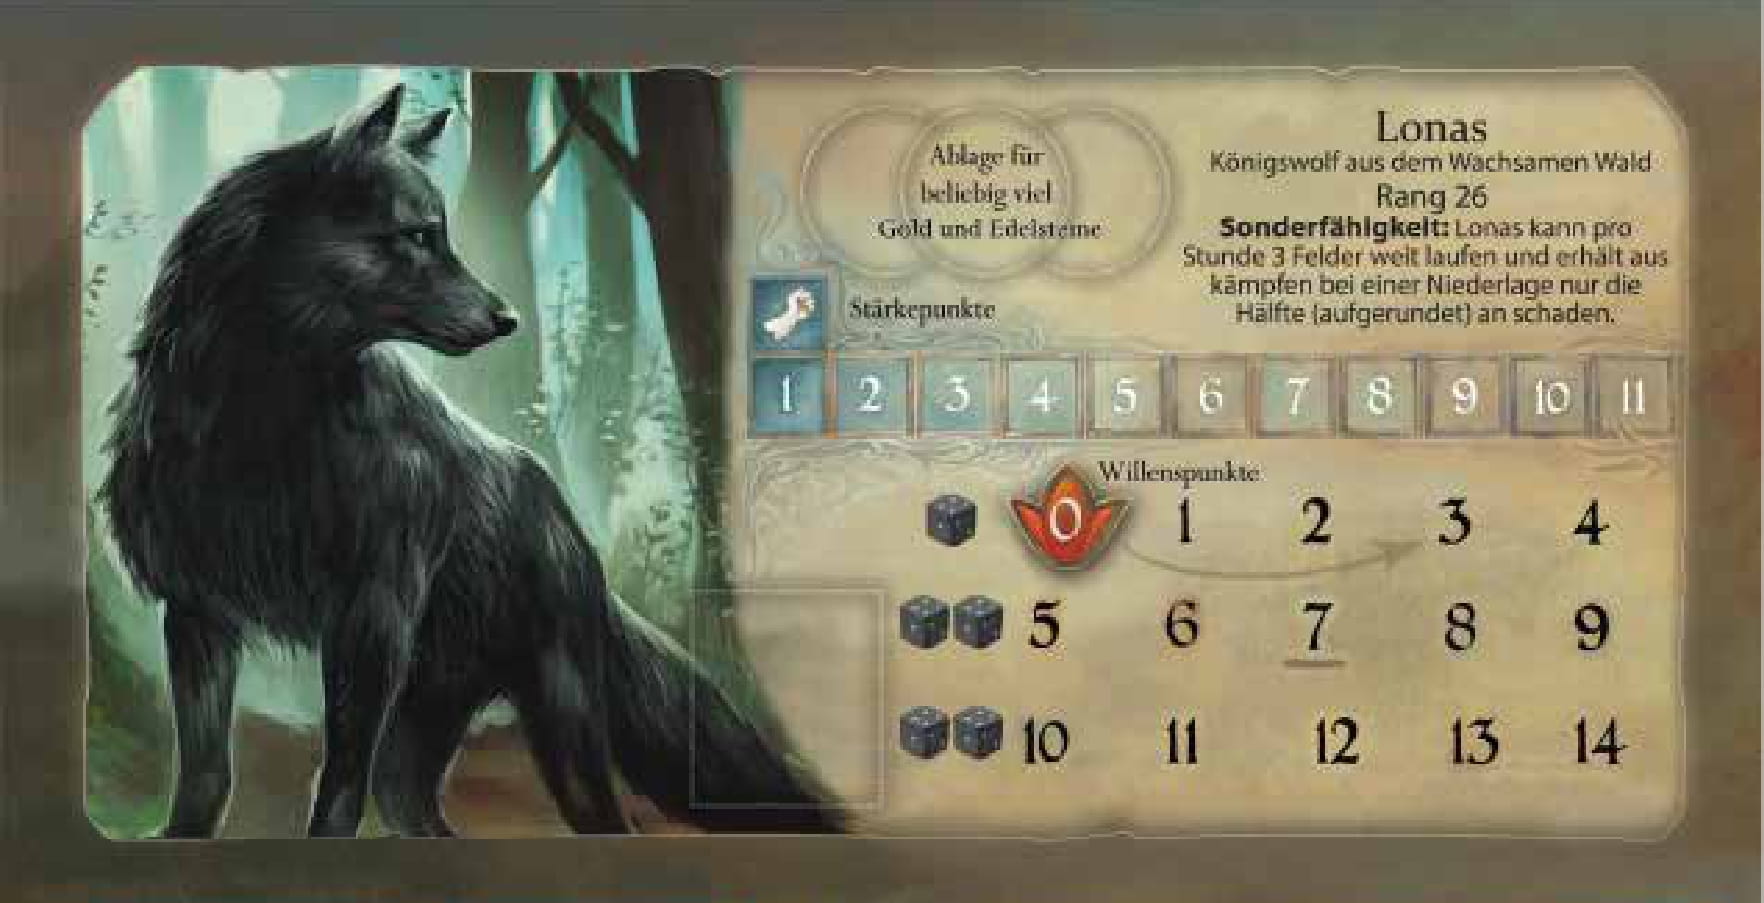 Ablage für
beliebig viel
Gold und Edelsteine
Lonas
Königswolf aus dem Wachsamen Wald
Rang 26
Sonderfähigkeit: Lonas kann pro
Stunde 3 Felder weit laufen und erhält aus
kämpfen bei einer Niederlage nur die
Hälfte (aufgerundet) an schaden.
Stärkepunkte
1 2 3 4 5 6 7 8 9 10 11
Willenspunkte
0 1 2 3 4
5 6 7 8 9
10 11 12 13 14